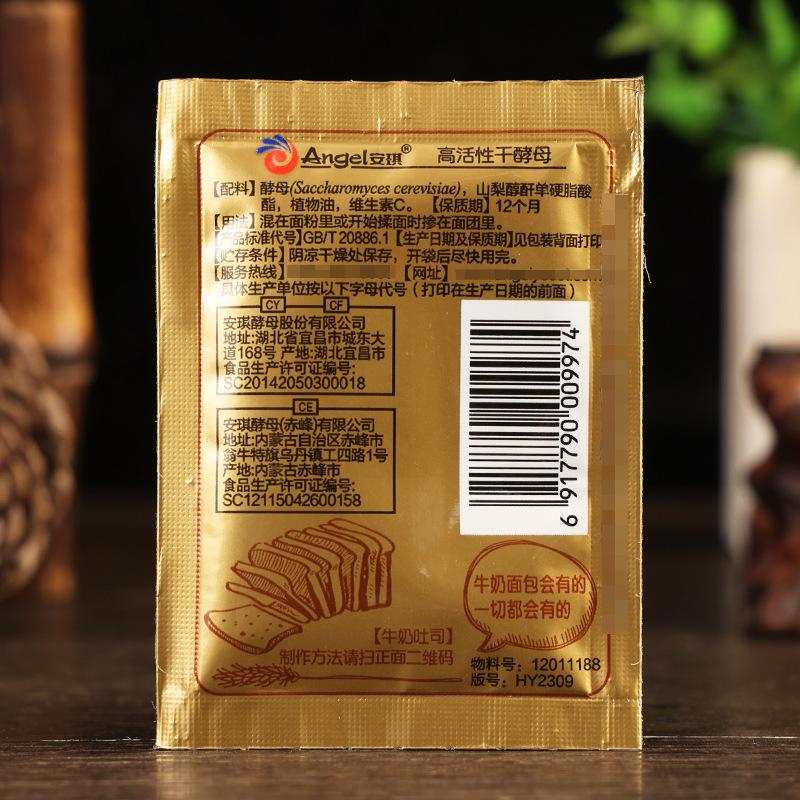 Angel安琪® 高活性干酵母
【配料】酵母(Saccharomyces cerevisiae)，山梨醇酐单硬脂酸
酯，植物油，维生素C。【保质期】12个月
【用法】混在面粉里或开始揉面时掺在面团里。
【产品标准代号】GB/T 20886.1【生产日期及保质期】见包装背面打印
【贮存条件】阴凉干燥处保存，开袋后尽快用完。
【服务热线】 【网址】
具体生产单位按以下字母代号（打印在生产日期的前面）
CY CF
安琪酵母股份有限公司
地址:湖北省宜昌市城东大
道168号 产地:湖北宜昌市
食品生产许可证编号:
SC20142050300018
CE
安琪酵母(赤峰)有限公司
地址:内蒙古自治区赤峰市
翁牛特旗乌丹镇工四路1号
产地:内蒙古赤峰市
食品生产许可证编号:
SC12115042600158
6 917790 009974
牛奶面包会有的
一切都会有的
【牛奶吐司】
制作方法请扫正面二维码
物料号：12011188
版号：HY2309